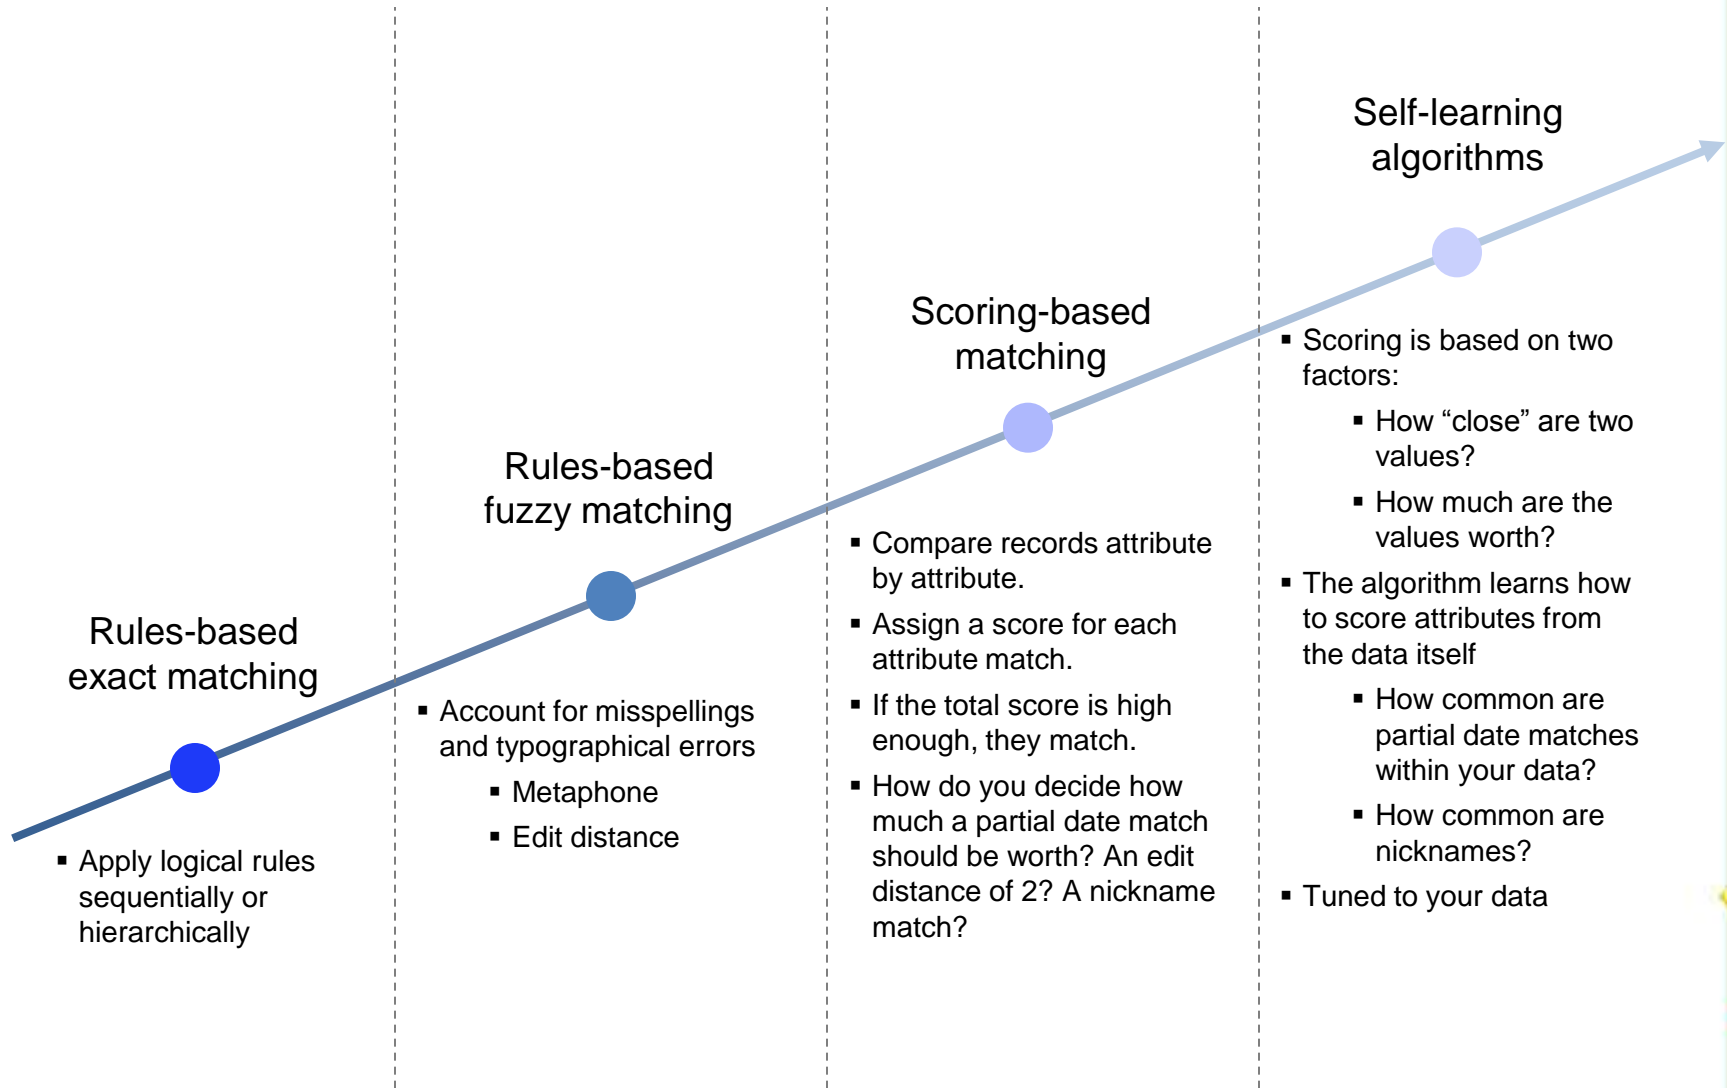 Rules-based
exact matching
▪ Apply logical rules
sequentially or
hierarchically
Rules-based
fuzzy matching
▪ Account for misspellings
and typographical errors
▪ Metaphone
▪ Edit distance
Scoring-based
matching
▪ Compare records attribute
by attribute.
▪ Assign a score for each
attribute match.
▪ If the total score is high
enough, they match.
▪ How do you decide how
much a partial date match
should be worth? An edit
distance of 2? A nickname
match?
Self-learning
algorithms
▪ Scoring is based on two
factors:
▪ How “close” are two
values?
▪ How much are the
values worth?
▪ The algorithm learns how
to score attributes from
the data itself
▪ How common are
partial date matches
within your data?
▪ How common are
nicknames?
▪ Tuned to your data